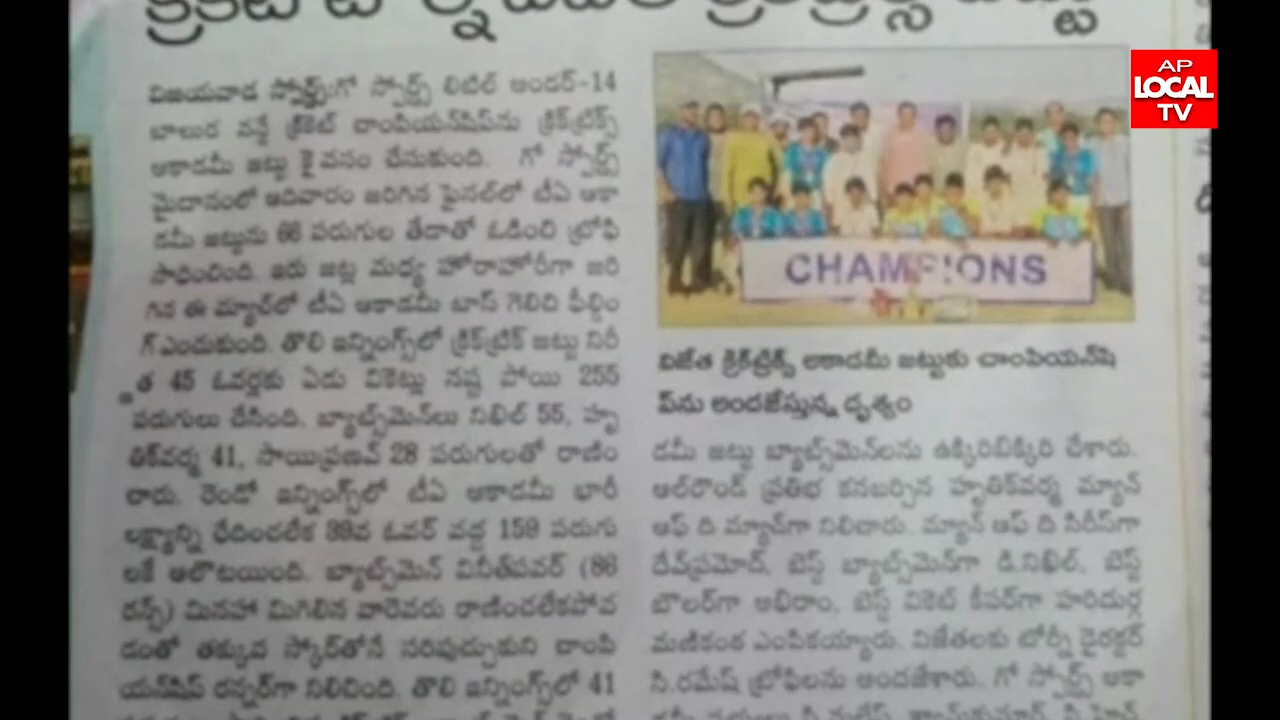 విజయవాడ స్పోర్ట్స్:గో స్పోర్ట్స్ లిటిల్ అండర్-14
బాలుర వన్డే క్రికెట్ చాంపియన్‌షిప్‌ను క్రిక్‌ట్రిక్స్
అకాడమీ జట్టు కైవసం చేసుకుంది. గో స్పోర్ట్స్
మైదానంలో ఆదివారం జరిగిన ఫైనల్‌లో టీఏ అకా
డమీ జట్టును 66 పరుగుల తేడాతో ఓడించి ట్రోఫి
సాధించింది. ఇరు జట్ల మధ్య హోరాహోరీగా జరి
గిన ఈ మ్యాచ్‌లో టీఏ అకాడమీ టాస్ గెలిచి ఫీల్డిం
గ్ ఎందుకుంది. తొలి ఇన్నింగ్స్‌లో క్రిక్‌ట్రిక్ జట్టు నిర్ణీ
త 45 ఓవర్లకు ఏడు వికెట్లు నష్ట పోయి 255
పరుగులు చేసింది. బ్యాట్స్‌మెన్‌లు నిఖిల్ 55, హృ
తిక్‌వర్మ 41, సాయిప్రణవ్ 28 పరుగులతో రాణిం
చారు. రెండో ఇన్నింగ్స్‌లో టీఏ అకాడమీ భారీ
లక్ష్యాన్ని ఛేదించలేక 39వ ఓవర్ వద్ద 159 పరుగు
లకే ఆలౌటయింది. బ్యాట్స్‌మెన్ వినీత్‌పవర్ (86
రన్స్) మినహా మిగిలిన వారెవరు రాణించలేకపోవ
డంతో తక్కువ స్కోర్‌తోనే సరిపుచ్చుకుని చాంపి
యన్‌షిప్ రన్నర్‌గా నిలిచింది. తొలి ఇన్నింగ్స్‌లో 41
CHAMPIONS
విజేత క్రిక్‌ట్రిక్స్ అకాడమీ జట్టుకు చాంపియన్‌షి
ప్‌ను అందజేస్తున్న దృశ్యం
డమీ జట్టు బ్యాట్స్‌మెన్‌లను ఉక్కిరిబిక్కిరి చేశారు.
ఆల్‌రౌండ్ ప్రతిభ కనబర్చిన హృతిక్‌వర్మ మ్యాన్
ఆఫ్ ది మ్యాచ్‌గా నిలిచారు. మ్యాన్ ఆఫ్ ది సిరీస్‌గా
దేవ్‌ప్రమోద్, బెస్ట్ బ్యాట్స్‌మెన్‌గా డి.నిఖిల్, బెస్ట్
బౌలర్‌గా అభిరాం, బెస్ట్ వికెట్ కీపర్‌గా హరిదుర్గ
మణికంఠ ఎంపికయ్యారు. విజేతలకు టోర్నీ డైరెక్టర్
సి.రమేష్ ట్రోఫీలను అందజేశారు. గో స్పోర్ట్స్ అకా
AP
LOCAL
TV